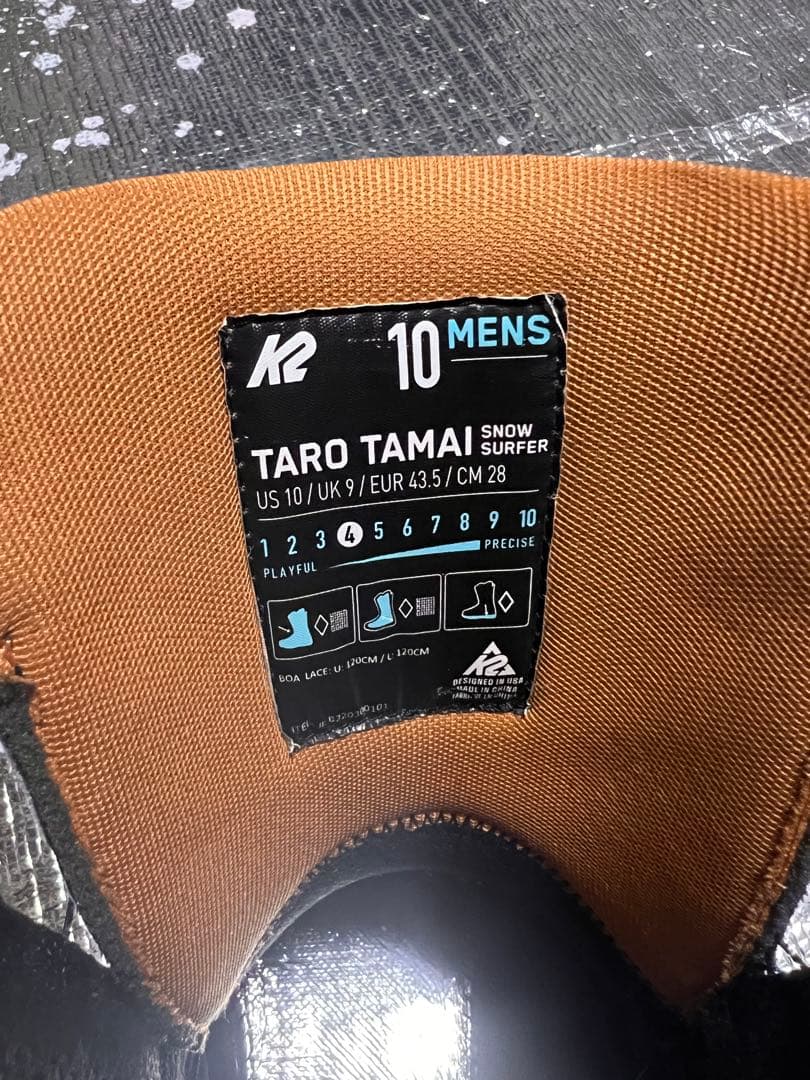 K2 10 MENS
TARO TAMAI SNOW SURFER
US 10 / UK 9 / EUR 43.5 / CM 28
1 2 3 4 5 6 7 8 9 10
PLAYFUL PRECISE
BOA LACE: U: 120CM / L: 120CM
K2
DESIGNED IN USA
MADE IN CHINA